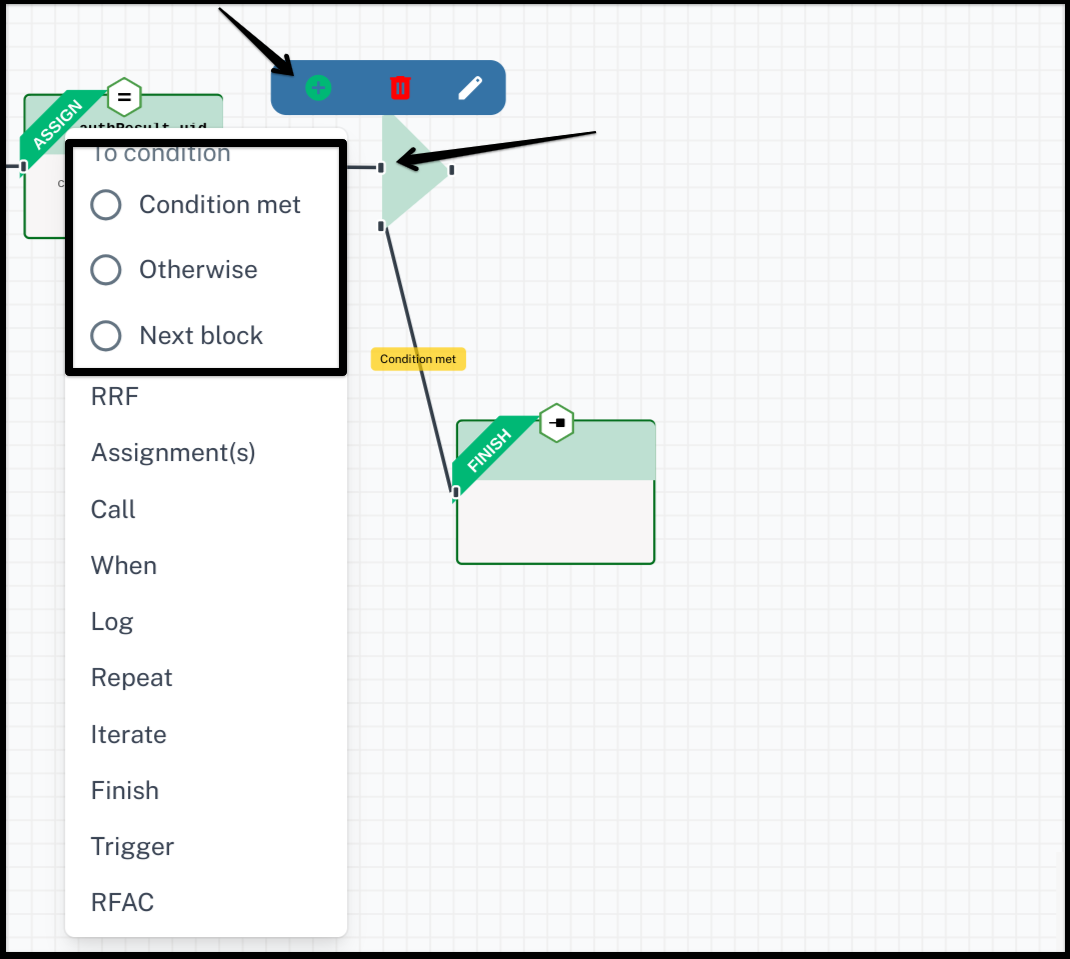 ASSIGN
=
authResult.uid
c
To condition
Condition met
Otherwise
Next block
RRF
Assignment(s)
Call
When
Log
Repeat
Iterate
Finish
Trigger
RFAC
Condition met
FINISH